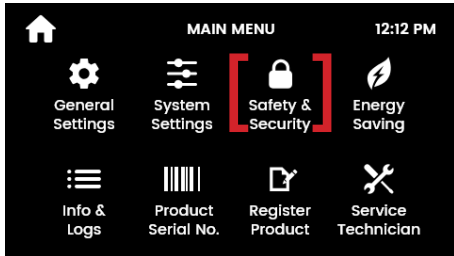 MAIN MENU
12:12 PM
General
Settings
System
Settings
Safety &
Security
Energy
Saving
Info &
Logs
Product
Serial No.
Register
Product
Service
Technician